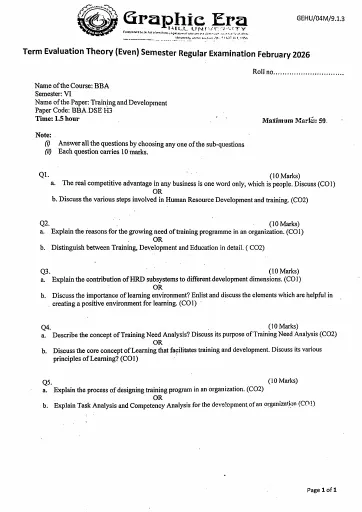 GEHU/04M/9.1.3
Graphic Era
HILL UNIVERSITY
Term Evaluation Theory (Even) Semester Regular Examination February 2026
Roll no..............................
Name of the Course: BBA
Semester: VI
Name of the Paper: Training and Development
Paper Code: BBA DSE H3
Time: 1.5 hour
Maximum Marks: 50
Note:
(i) Answer all the questions by choosing any one of the sub-questions
(ii) Each question carries 10 marks.
Q1. (10 Marks)
a. The real competitive advantage in any business is one word only, which is people. Discuss (CO1)
OR
b. Discuss the various steps involved in Human Resource Development and training. (CO2)
Q2. (10 Marks)
a. Explain the reasons for the growing need of training programme in an organization. (CO1)
OR
b. Distinguish between Training, Development and Education in detail. ( CO2)
Q3. (10 Marks)
a. Explain the contribution of HRD subsystems to different development dimensions. (CO1)
OR
b. Discuss the importance of learning environment? Enlist and discuss the elements which are helpful in
creating a positive environment for learning. (CO1)
Q4. (10 Marks)
a. Describe the concept of Training Need Analysis? Discuss its purpose of Training Need Analysis (CO2)
OR
b. Discuss the core concept of Learning that facilitates training and development. Discuss its various
principles of Learning? (CO1)
Q5. (10 Marks)
a. Explain the process of designing training program in an organization. (CO2)
OR
b. Explain Task Analysis and Competency Analysis for the development of an organization (CO1)
Page 1 of 1